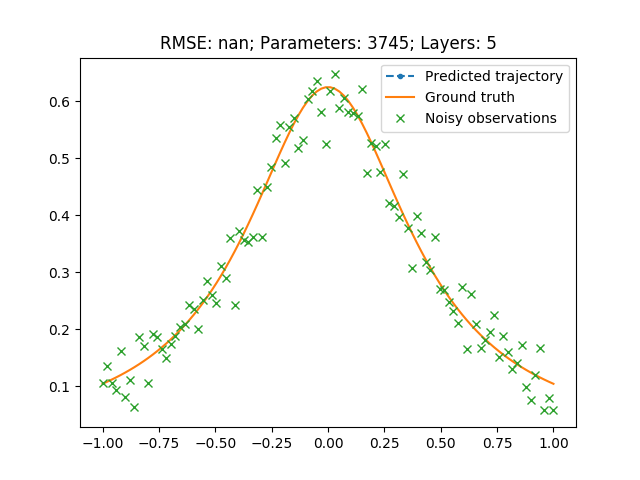 RMSE: nan; Parameters: 3745; Layers: 5
Predicted trajectory
Ground truth
Noisy observations
0.6
0.5
0.4
0.3
0.2
0.1
−1.00 −0.75 −0.50 −0.25 0.00 0.25 0.50 0.75 1.00